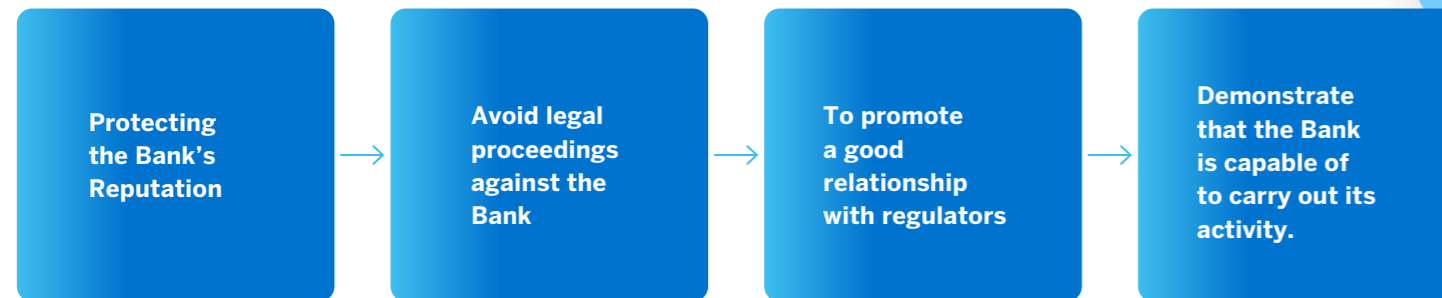 Protecting
the Bank's
Reputation
Avoid legal
proceedings
against the
Bank
To promote
a good
relationship
with regulators
Demonstrate
that the Bank
is capable of
to carry out its
activity.